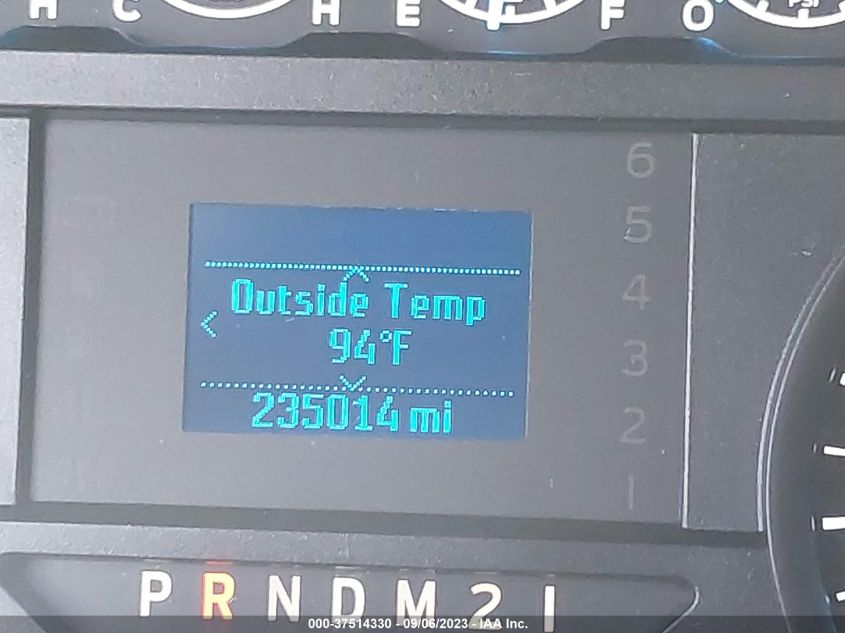 H C H E F O PSI
6
5
4
3
2
1
Outside Temp
94°F
235014 mi
P R N D M 2 1
000-37514330 - 09/06/2023 - IAA Inc.